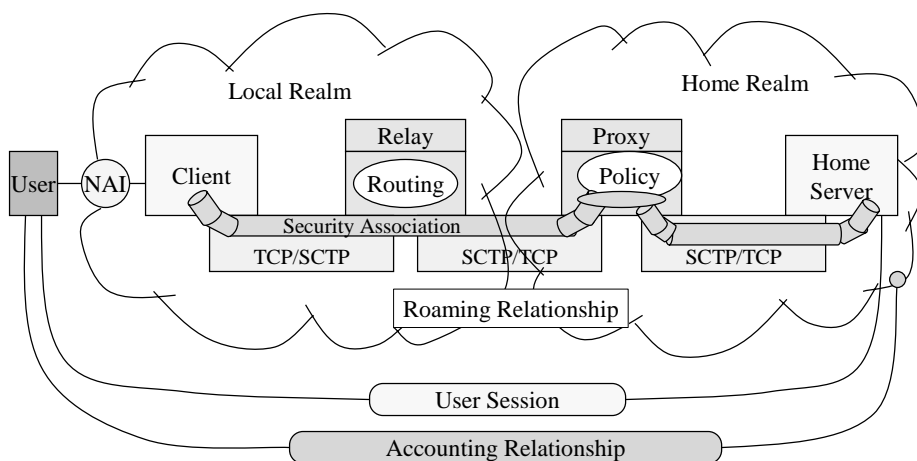 Local Realm
Home Realm
Relay
Proxy
User
NAI
Client
Routing
Policy
Home
Server
Security Association
TCP/SCTP
SCTP/TCP
SCTP/TCP
Roaming Relationship
User Session
Accounting Relationship